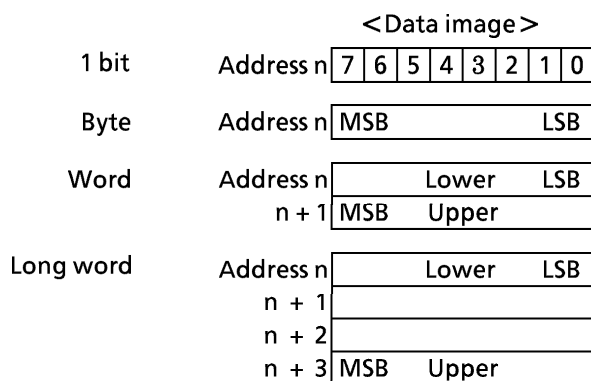 <Data image>
1 bit Address n 7 6 5 4 3 2 1 0
Byte Address n MSB LSB
Word Address n Lower LSB
n + 1 MSB Upper
Long word Address n Lower LSB
n + 1
n + 2
n + 3 MSB Upper